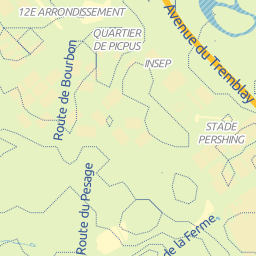 12E ARRONDISSEMENT
QUARTIER
DE PICPUS
INSEP
Avenue du Tremblay
Route de Bourbon
STADE
PERSHING
Route du Pesage
de la Ferme